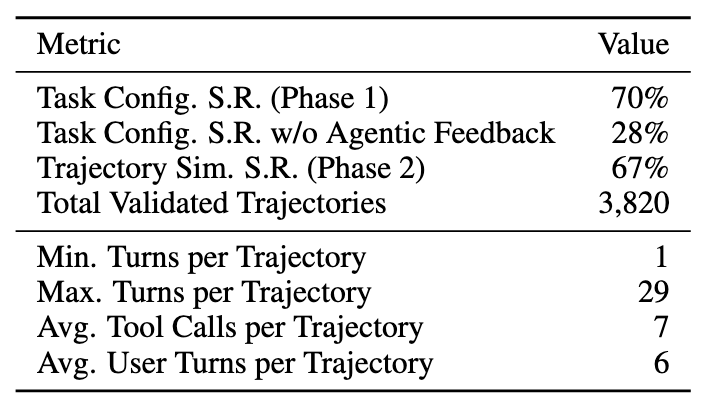 Metric Value
Task Config. S.R. (Phase 1) 70%
Task Config. S.R. w/o Agentic Feedback 28%
Trajectory Sim. S.R. (Phase 2) 67%
Total Validated Trajectories 3,820
Min. Turns per Trajectory 1
Max. Turns per Trajectory 29
Avg. Tool Calls per Trajectory 7
Avg. User Turns per Trajectory 6